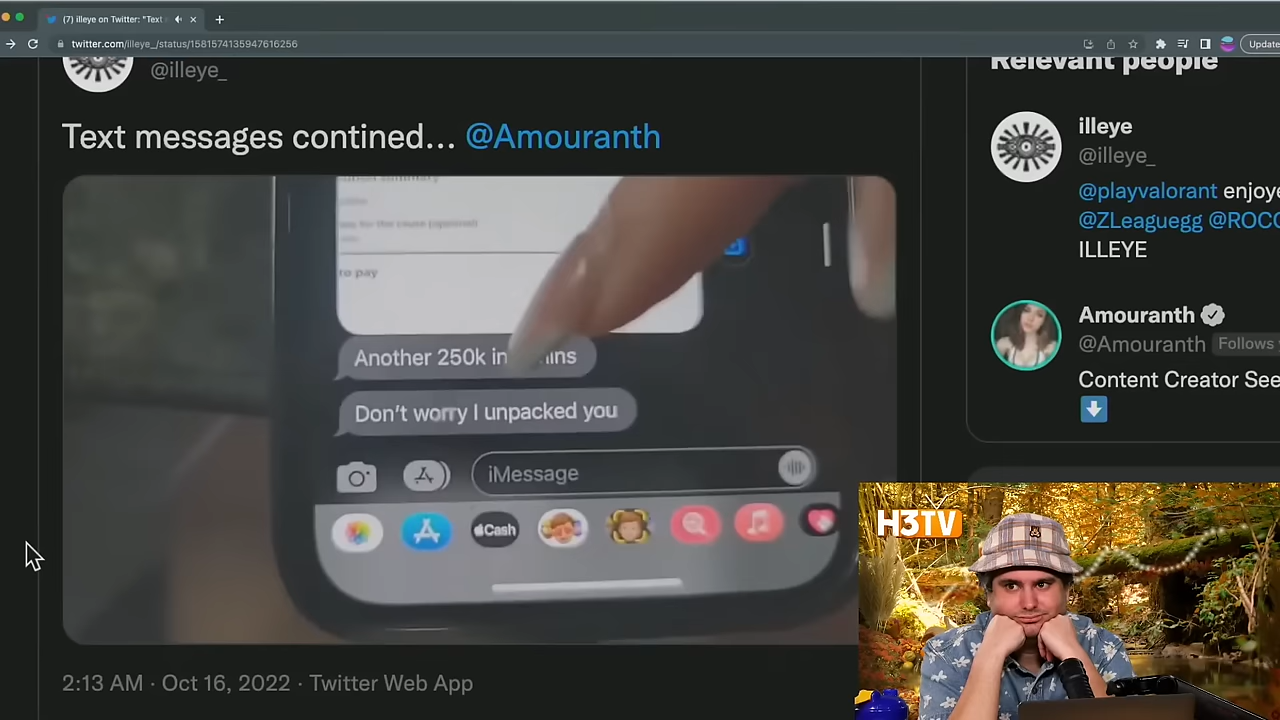 (7) illeye on Twitter: "Text
twitter.com/illeye_/status/1581574135947616256
Update
@illeye_
Text messages contined... @Amouranth
to pay
Another 250k in
Don't worry I unpacked you
iMessage
Cash
2:13 AM · Oct 16, 2022 · Twitter Web App
Relevant people
illeye
@illeye_
@playvalorant enjoye
@ZLeaguegg @ROCC
ILLEYE
Amouranth
@Amouranth Follows
Content Creator See
H3TV